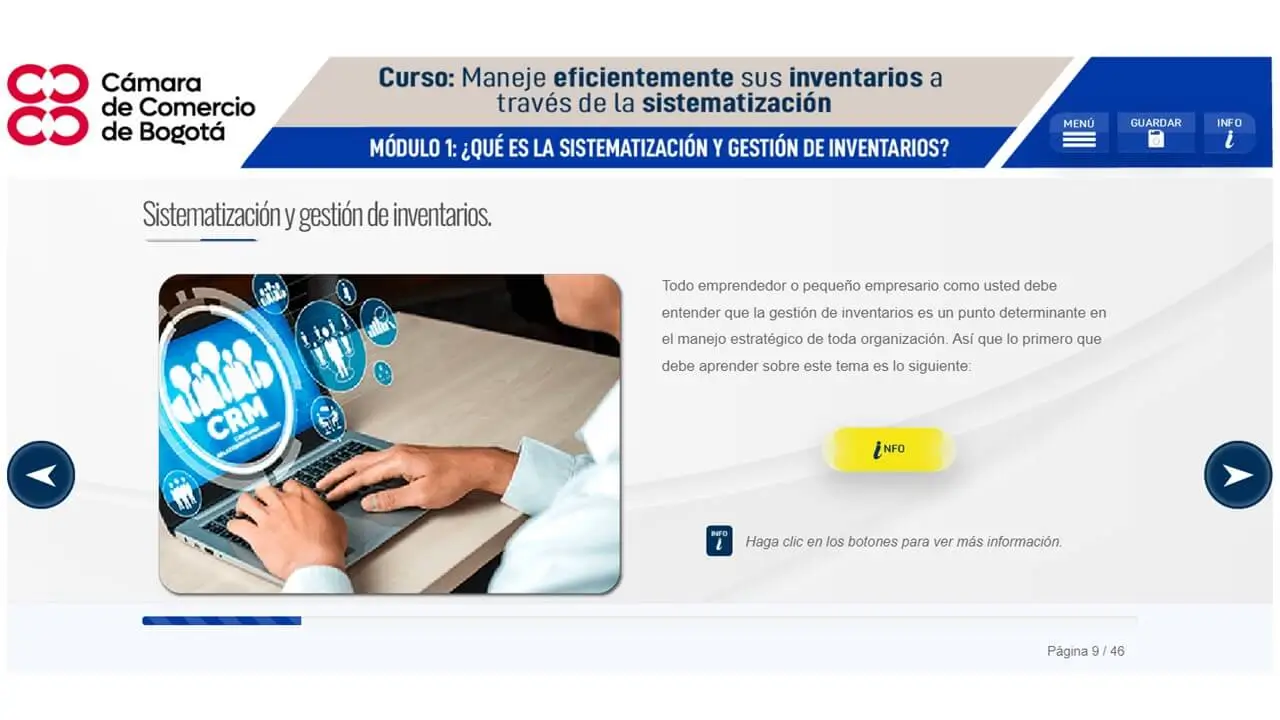 Cámara
de Comercio
de Bogotá
Curso: Maneje eficientemente sus inventarios a
través de la sistematización
MÓDULO 1: ¿QUÉ ES LA SISTEMATIZACIÓN Y GESTIÓN DE INVENTARIOS?
MENÚ
GUARDAR
INFO
Sistematización y gestión de inventarios.
CRM
Todo emprendedor o pequeño empresario como usted debe
entender que la gestión de inventarios es un punto determinante en
el manejo estratégico de toda organización. Así que lo primero que
debe aprender sobre este tema es lo siguiente:
iNFO
INFO
i
Haga clic en los botones para ver más información.
Página 9 / 46